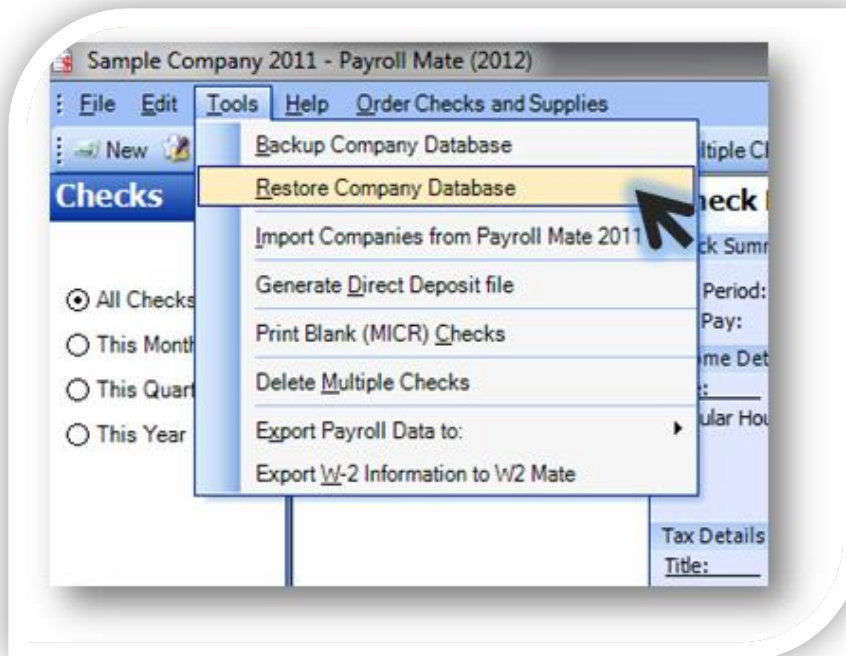 Sample Company 2011 - Payroll Mate (2012)
File Edit Tools Help Order Checks and Supplies
New
Checks
All Checks
This Month
This Quart
This Year
Backup Company Database
Restore Company Database
Import Companies from Payroll Mate 2011
Generate Direct Deposit file
Print Blank (MICR) Checks
Delete Multiple Checks
Export Payroll Data to:
Export W-2 Information to W2 Mate
Period:
Pay:
Tax Details
Title: